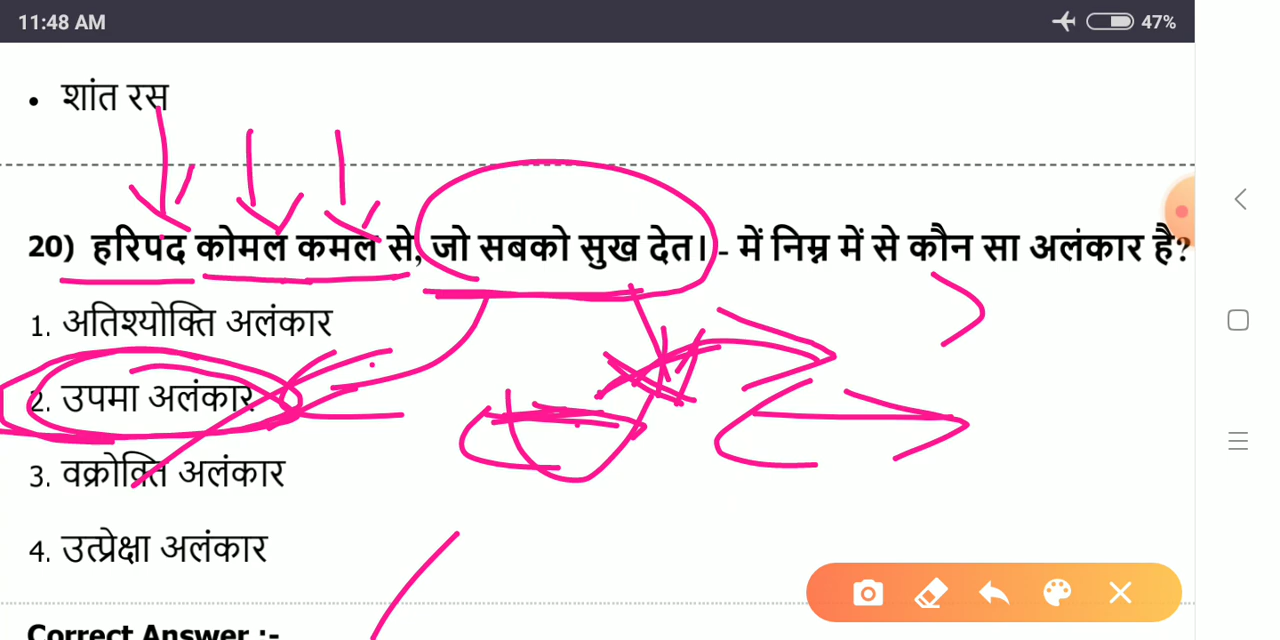 11:48 AM 47%
• शांत रस
20) हरिपद कोमल कमल से, जो सबको सुख देत। - में निम्न में से कौन सा अलंकार है?
1. अतिश्योक्ति अलंकार
2. उपमा अलंकार
3. वक्रोक्ति अलंकार
4. उत्प्रेक्षा अलंकार
Correct Answer :-